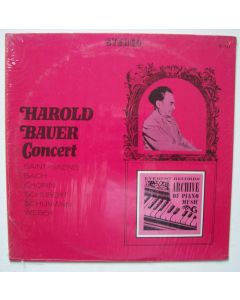 STEREO
HAROLD
BAUER
Concert
SAINT-SAENS
BACH
CHOPIN
SCHUBERT
SCHUMANN
WEBER
EVEREST RECORDS
ARCHIVE
OF PIANO
MUSIC